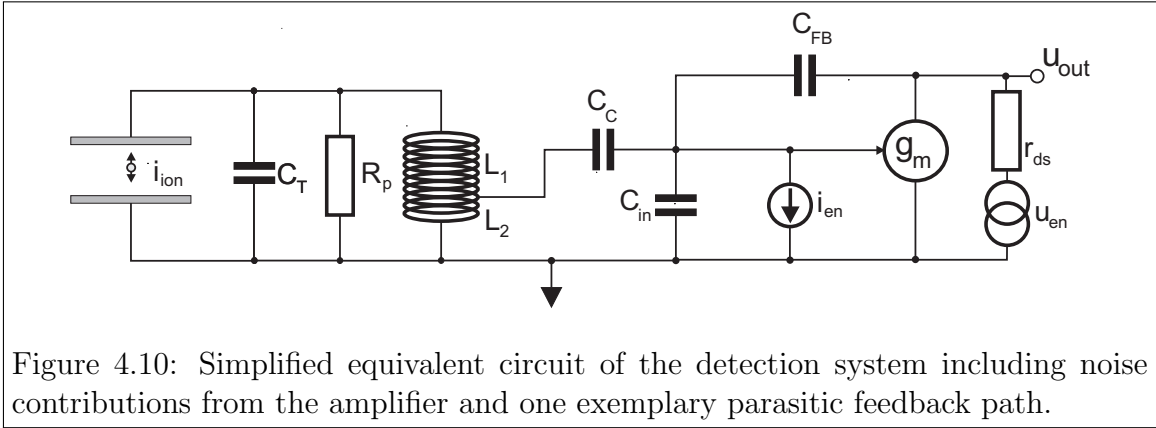 C_FB
u_out
C_C
i_ion
C_T
R_p
L_1
L_2
C_in
i_en
g_m
r_ds
u_en
Figure 4.10: Simplified equivalent circuit of the detection system including noise
contributions from the amplifier and one exemplary parasitic feedback path.